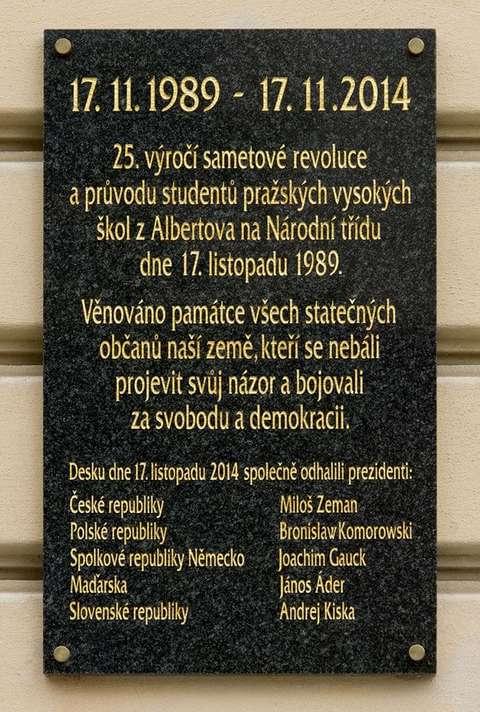 17. 11. 1989 - 17. 11. 2014
25. výročí sametové revoluce
a průvodu studentů pražských vysokých
škol z Albertova na Národní třídu
dne 17. listopadu 1989.
Věnováno památce všech statečných
občanů naší země, kteří se nebáli
projevit svůj názor a bojovali
za svobodu a demokracii.
Desku dne 17. listopadu 2014 společně odhalili prezidenti:
České republiky Miloš Zeman
Polské republiky Bronisław Komorowski
Spolkové republiky Německo Joachim Gauck
Maďarska János Áder
Slovenské republiky Andrej Kiska